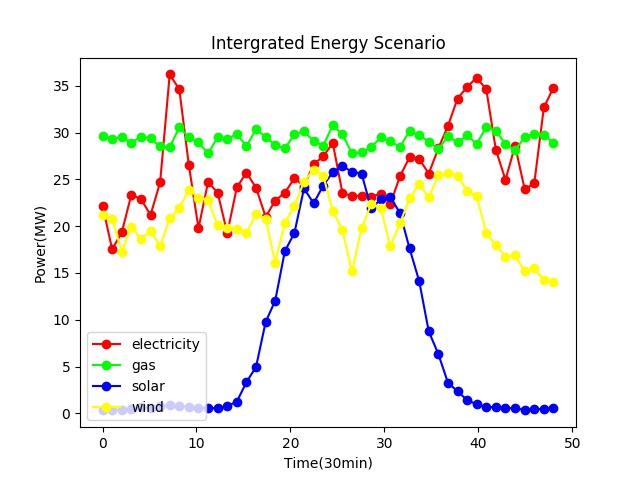 Intergrated Energy Scenario
Power(MW)
35
30
25
20
15
10
5
0
electricity
gas
solar
wind
0 10 20 30 40 50
Time(30min)